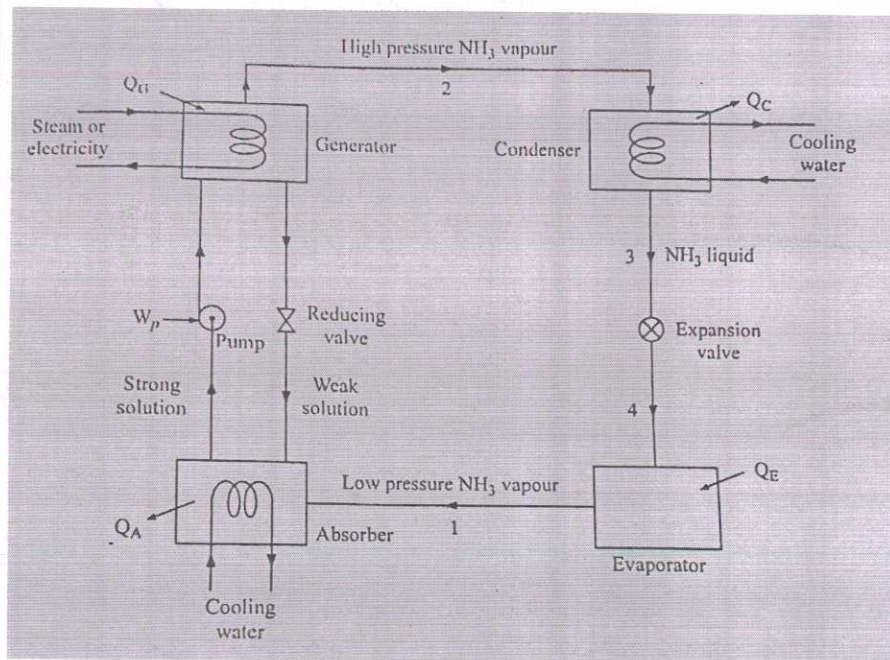 High pressure NH₃ vapour
2
Q_G
Q_C
Steam or
electricity
Generator
Condenser
Cooling
water
3
NH₃ liquid
W_p
Pump
Reducing
valve
Expansion
valve
Strong
solution
Weak
solution
4
Low pressure NH₃ vapour
1
Q_E
Q_A
Absorber
Evaporator
Cooling
water